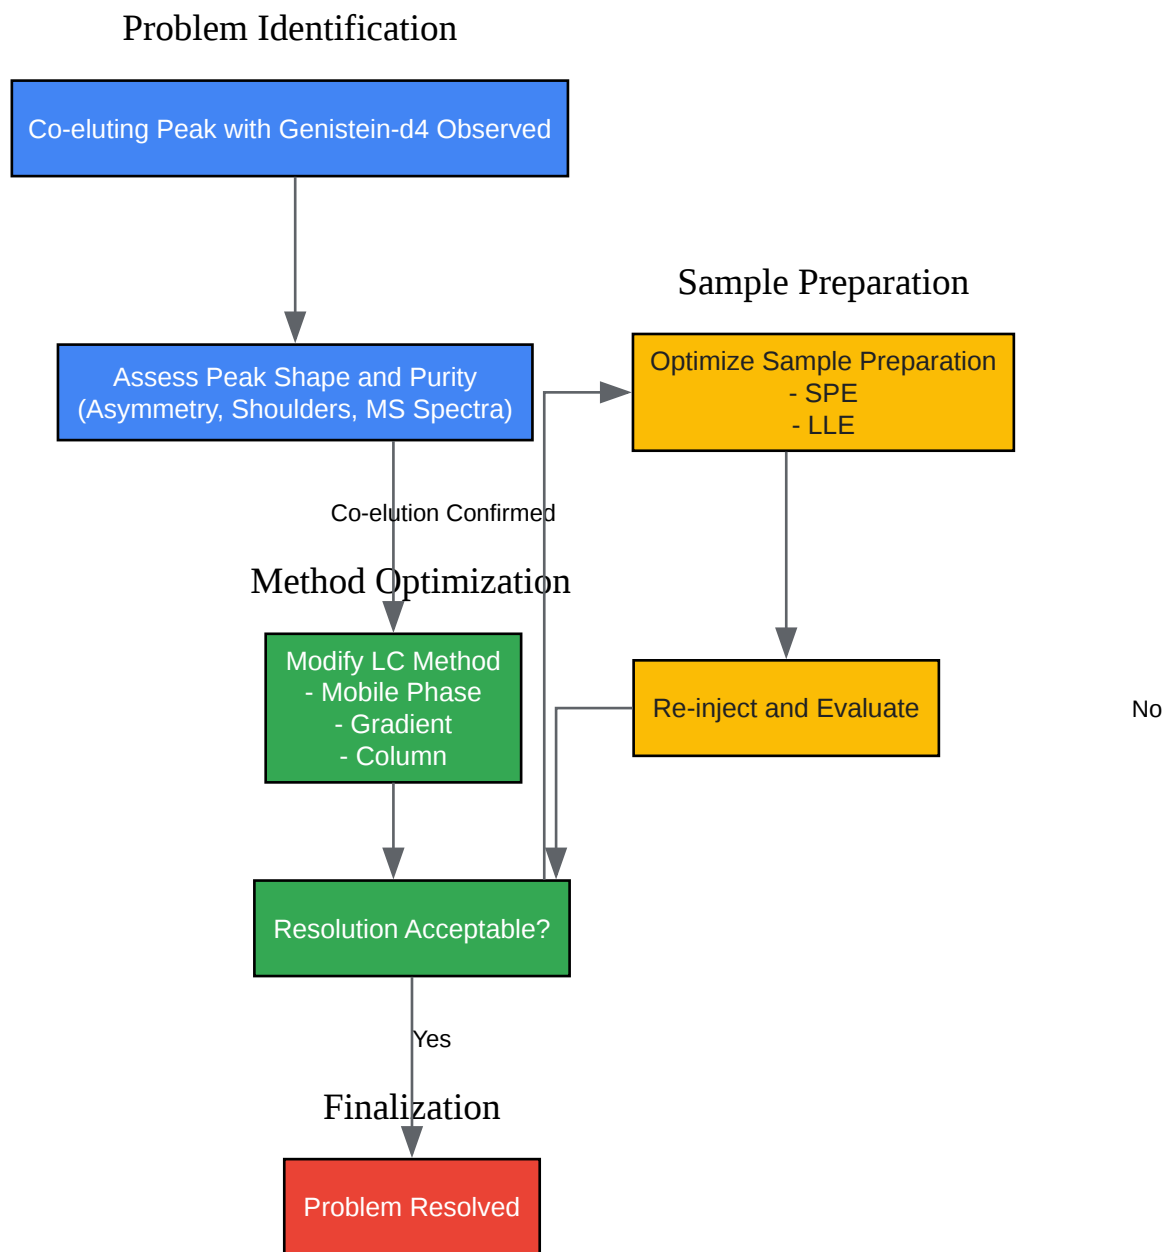 Problem Identification
Co-eluting Peak with Genistein-d4 Observed
Sample Preparation
Assess Peak Shape and Purity
(Asymmetry, Shoulders, MS Spectra)
Optimize Sample Preparation
- SPE
- LLE
Co-elution Confirmed
Method Optimization
Modify LC Method
- Mobile Phase
- Gradient
- Column
Re-inject and Evaluate
No
Resolution Acceptable?
Yes
Finalization
Problem Resolved